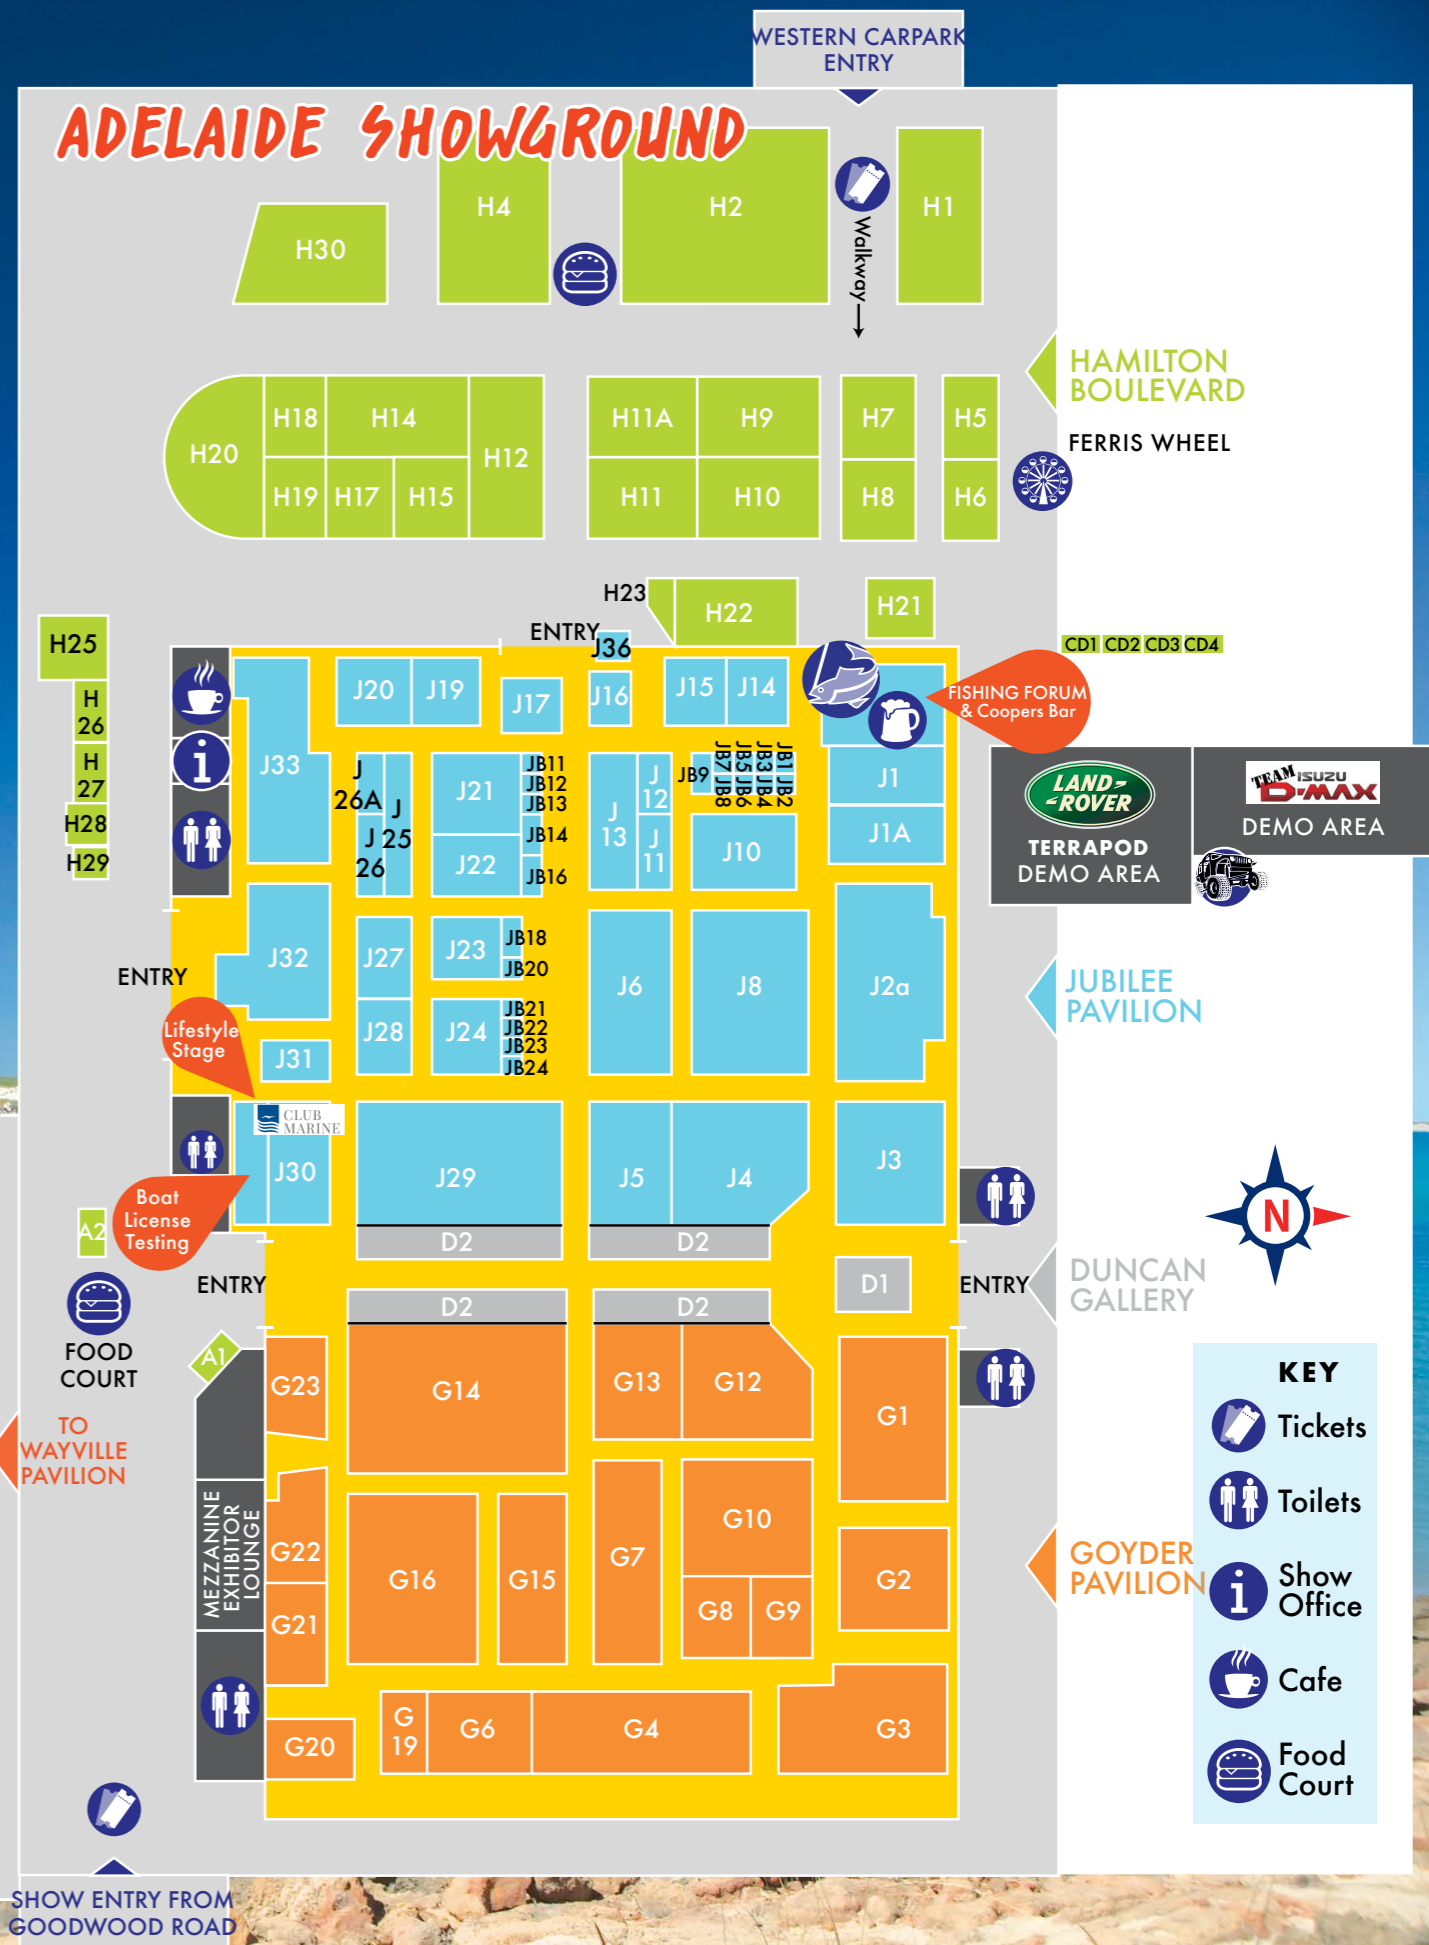 WESTERN CARPARK
ENTRY
ADELAIDE SHOWGROUND
H4
H2
H1
H30
Walkway
HAMILTON
BOULEVARD
H18
H14
H11A
H9
H7
H5
FERRIS WHEEL
H20
H12
H19
H17
H15
H11
H10
H8
H6
H23
H22
H21
ENTRY
J36
H25
CD1
CD2
CD3
CD4
H
26
H
27
H28
H29
J20
J19
J17
J16
J15
J14
FISHING FORUM
& Coopers Bar
J33
J
26A
J
25
J
26
J21
J22
JB11
JB12
JB13
JB14
JB16
J
13
J
12
J
11
JB9
JB7
JB5
JB3
JB1
JB8
JB6
JB4
JB2
J10
J1
J1A
LAND-
-ROVER
TERRAPOD
DEMO AREA
TEAM ISUZU
D-MAX
DEMO AREA
ENTRY
J32
J27
J23
JB18
JB20
J6
J8
J2a
JUBILEE
PAVILION
Lifestyle
Stage
J31
J28
J24
JB21
JB22
JB23
JB24
CLUB
MARINE
J30
J29
J5
J4
J3
N
Boat
License
Testing
A2
D2
D2
ENTRY
D1
ENTRY
DUNCAN
GALLERY
D2
D2
FOOD
COURT
A1
G23
G14
G13
G12
G1
TO
WAYVILLE
PAVILION
MEZZANINE
EXHIBITOR
LOUNGE
G22
G21
G16
G15
G7
G10
G8
G9
G2
GOYDER
PAVILION
G20
G
19
G6
G4
G3
KEY
Tickets
Toilets
i
Show
Office
Cafe
Food
Court
i
SHOW ENTRY FROM
GOODWOOD ROAD